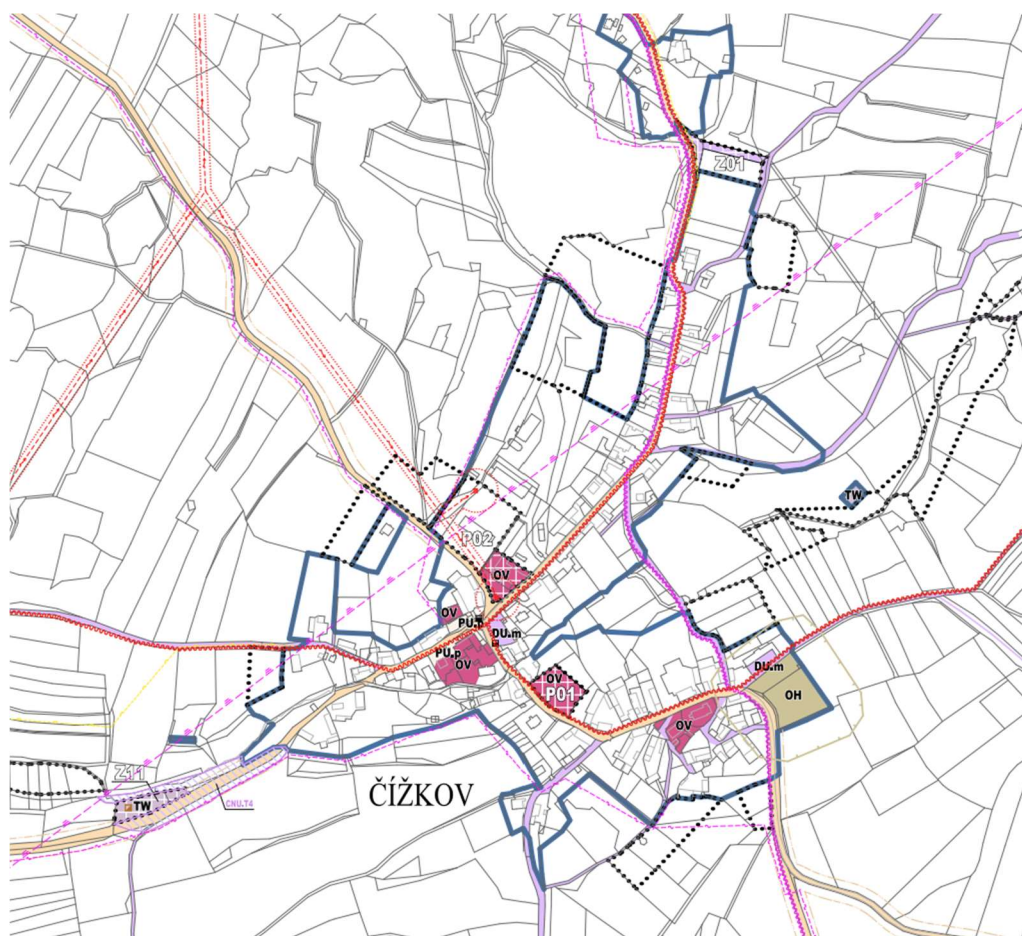 Z01
TW
P02
OV
OV
PU.p
DU.m
PU.p
OV
OV
P01
DU.m
OH
OV
Z11
TW
CNU.T4
ČÍŽKOV